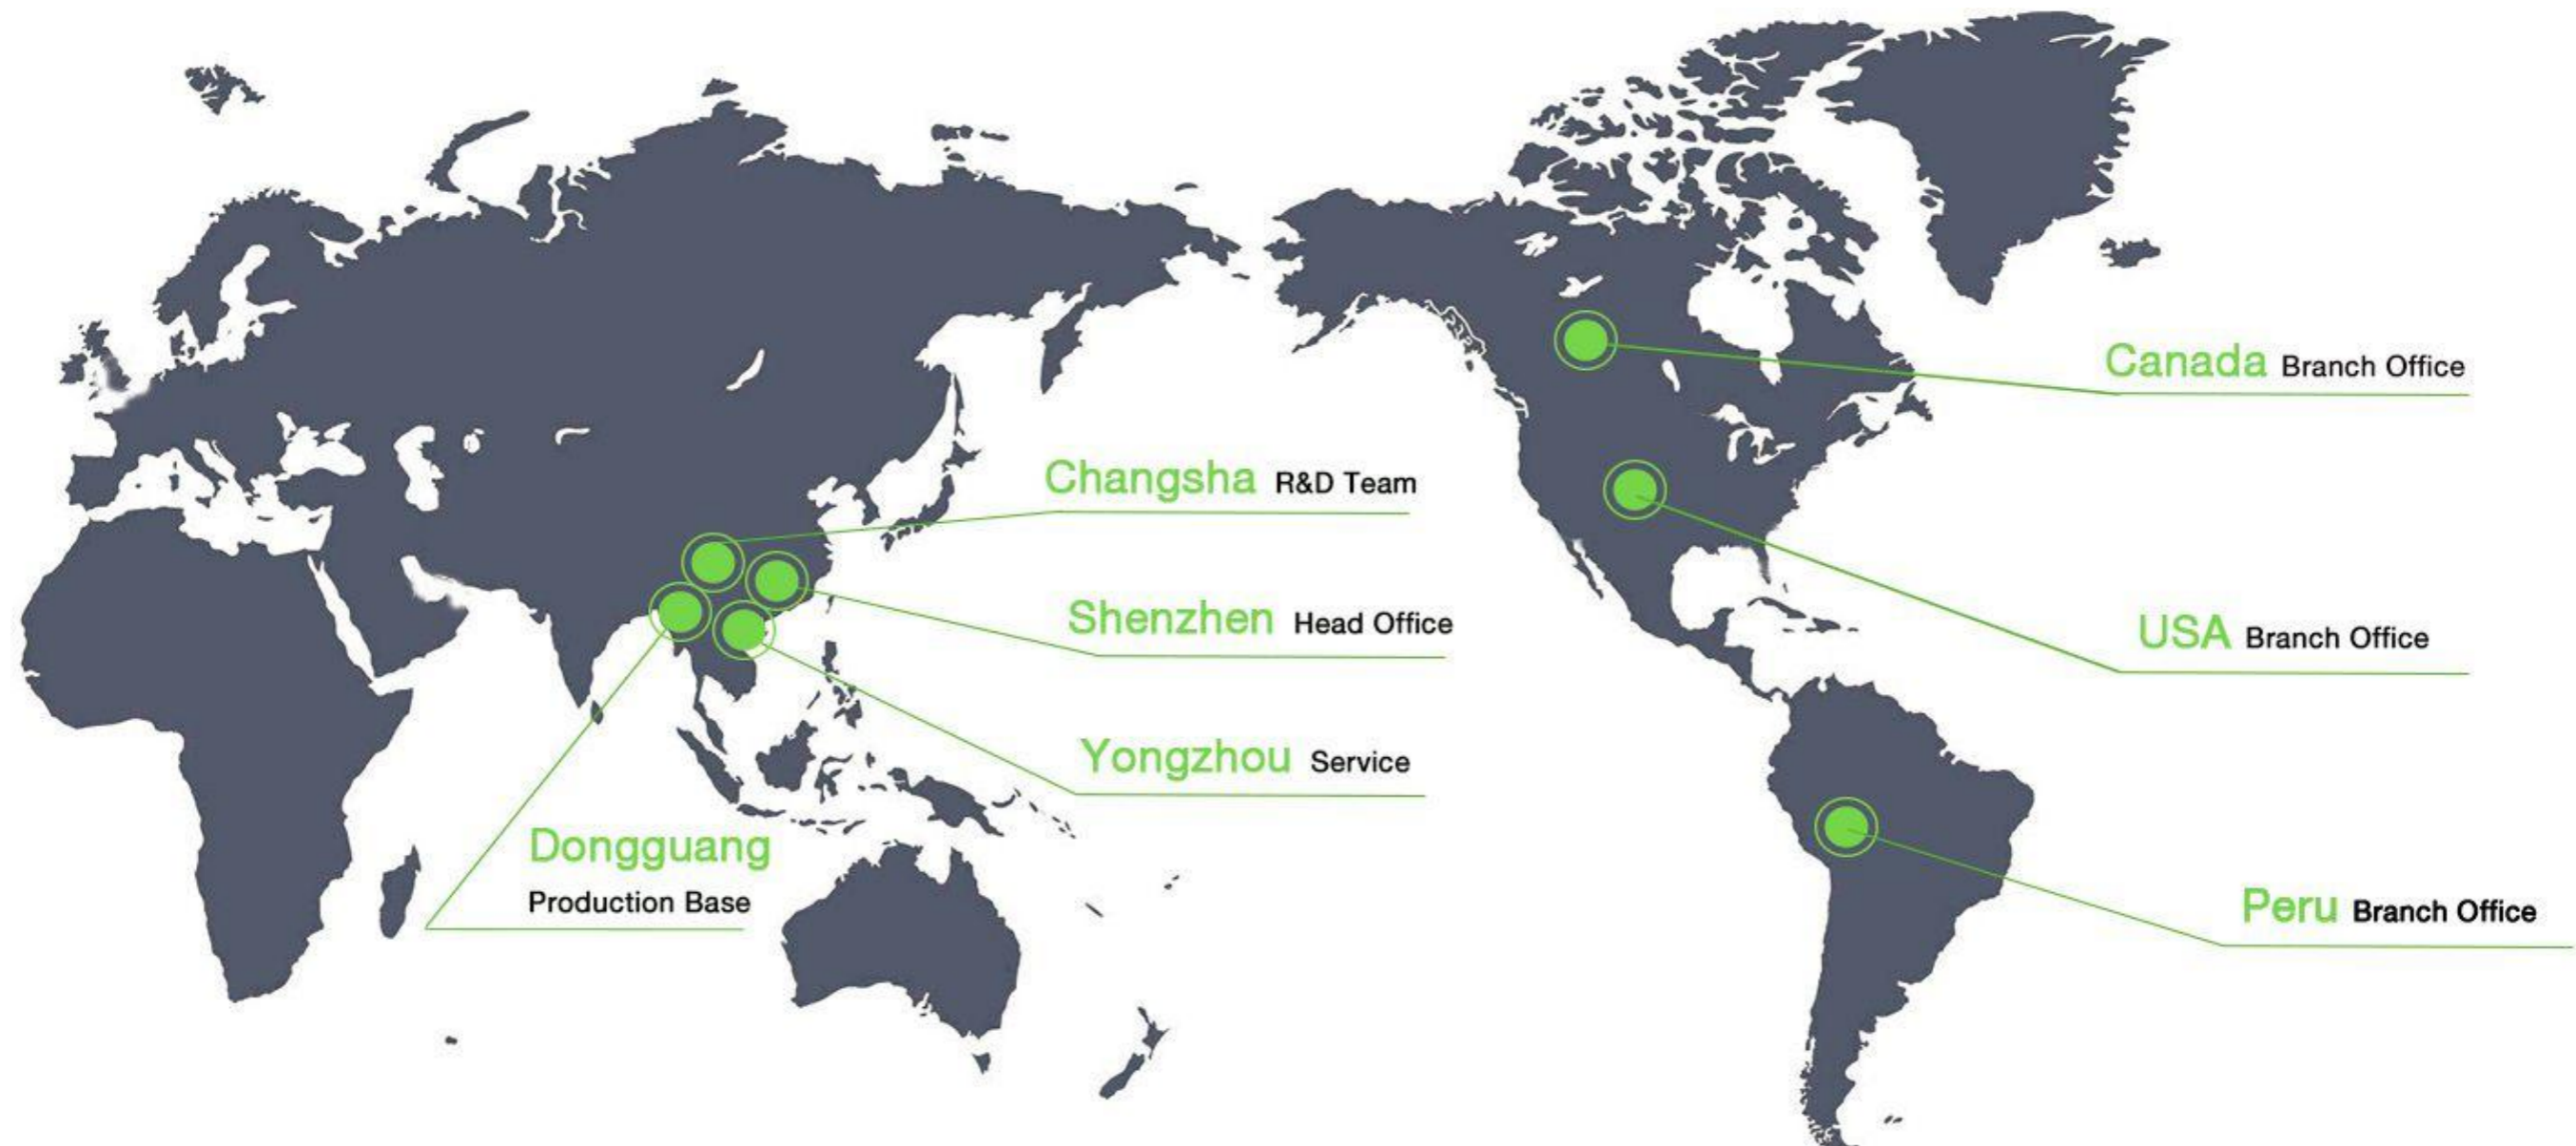 Canada Branch Office
Changsha R&D Team
Shenzhen Head Office
USA Branch Office
Yongzhou Service
Dongguang
Production Base
Peru Branch Office